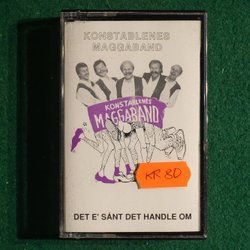 KONSTABLENES
MAGGABAND
KONSTABLENES
MAGGABAND
KR. 80
DET E' SÅNT DET HANDLE OM